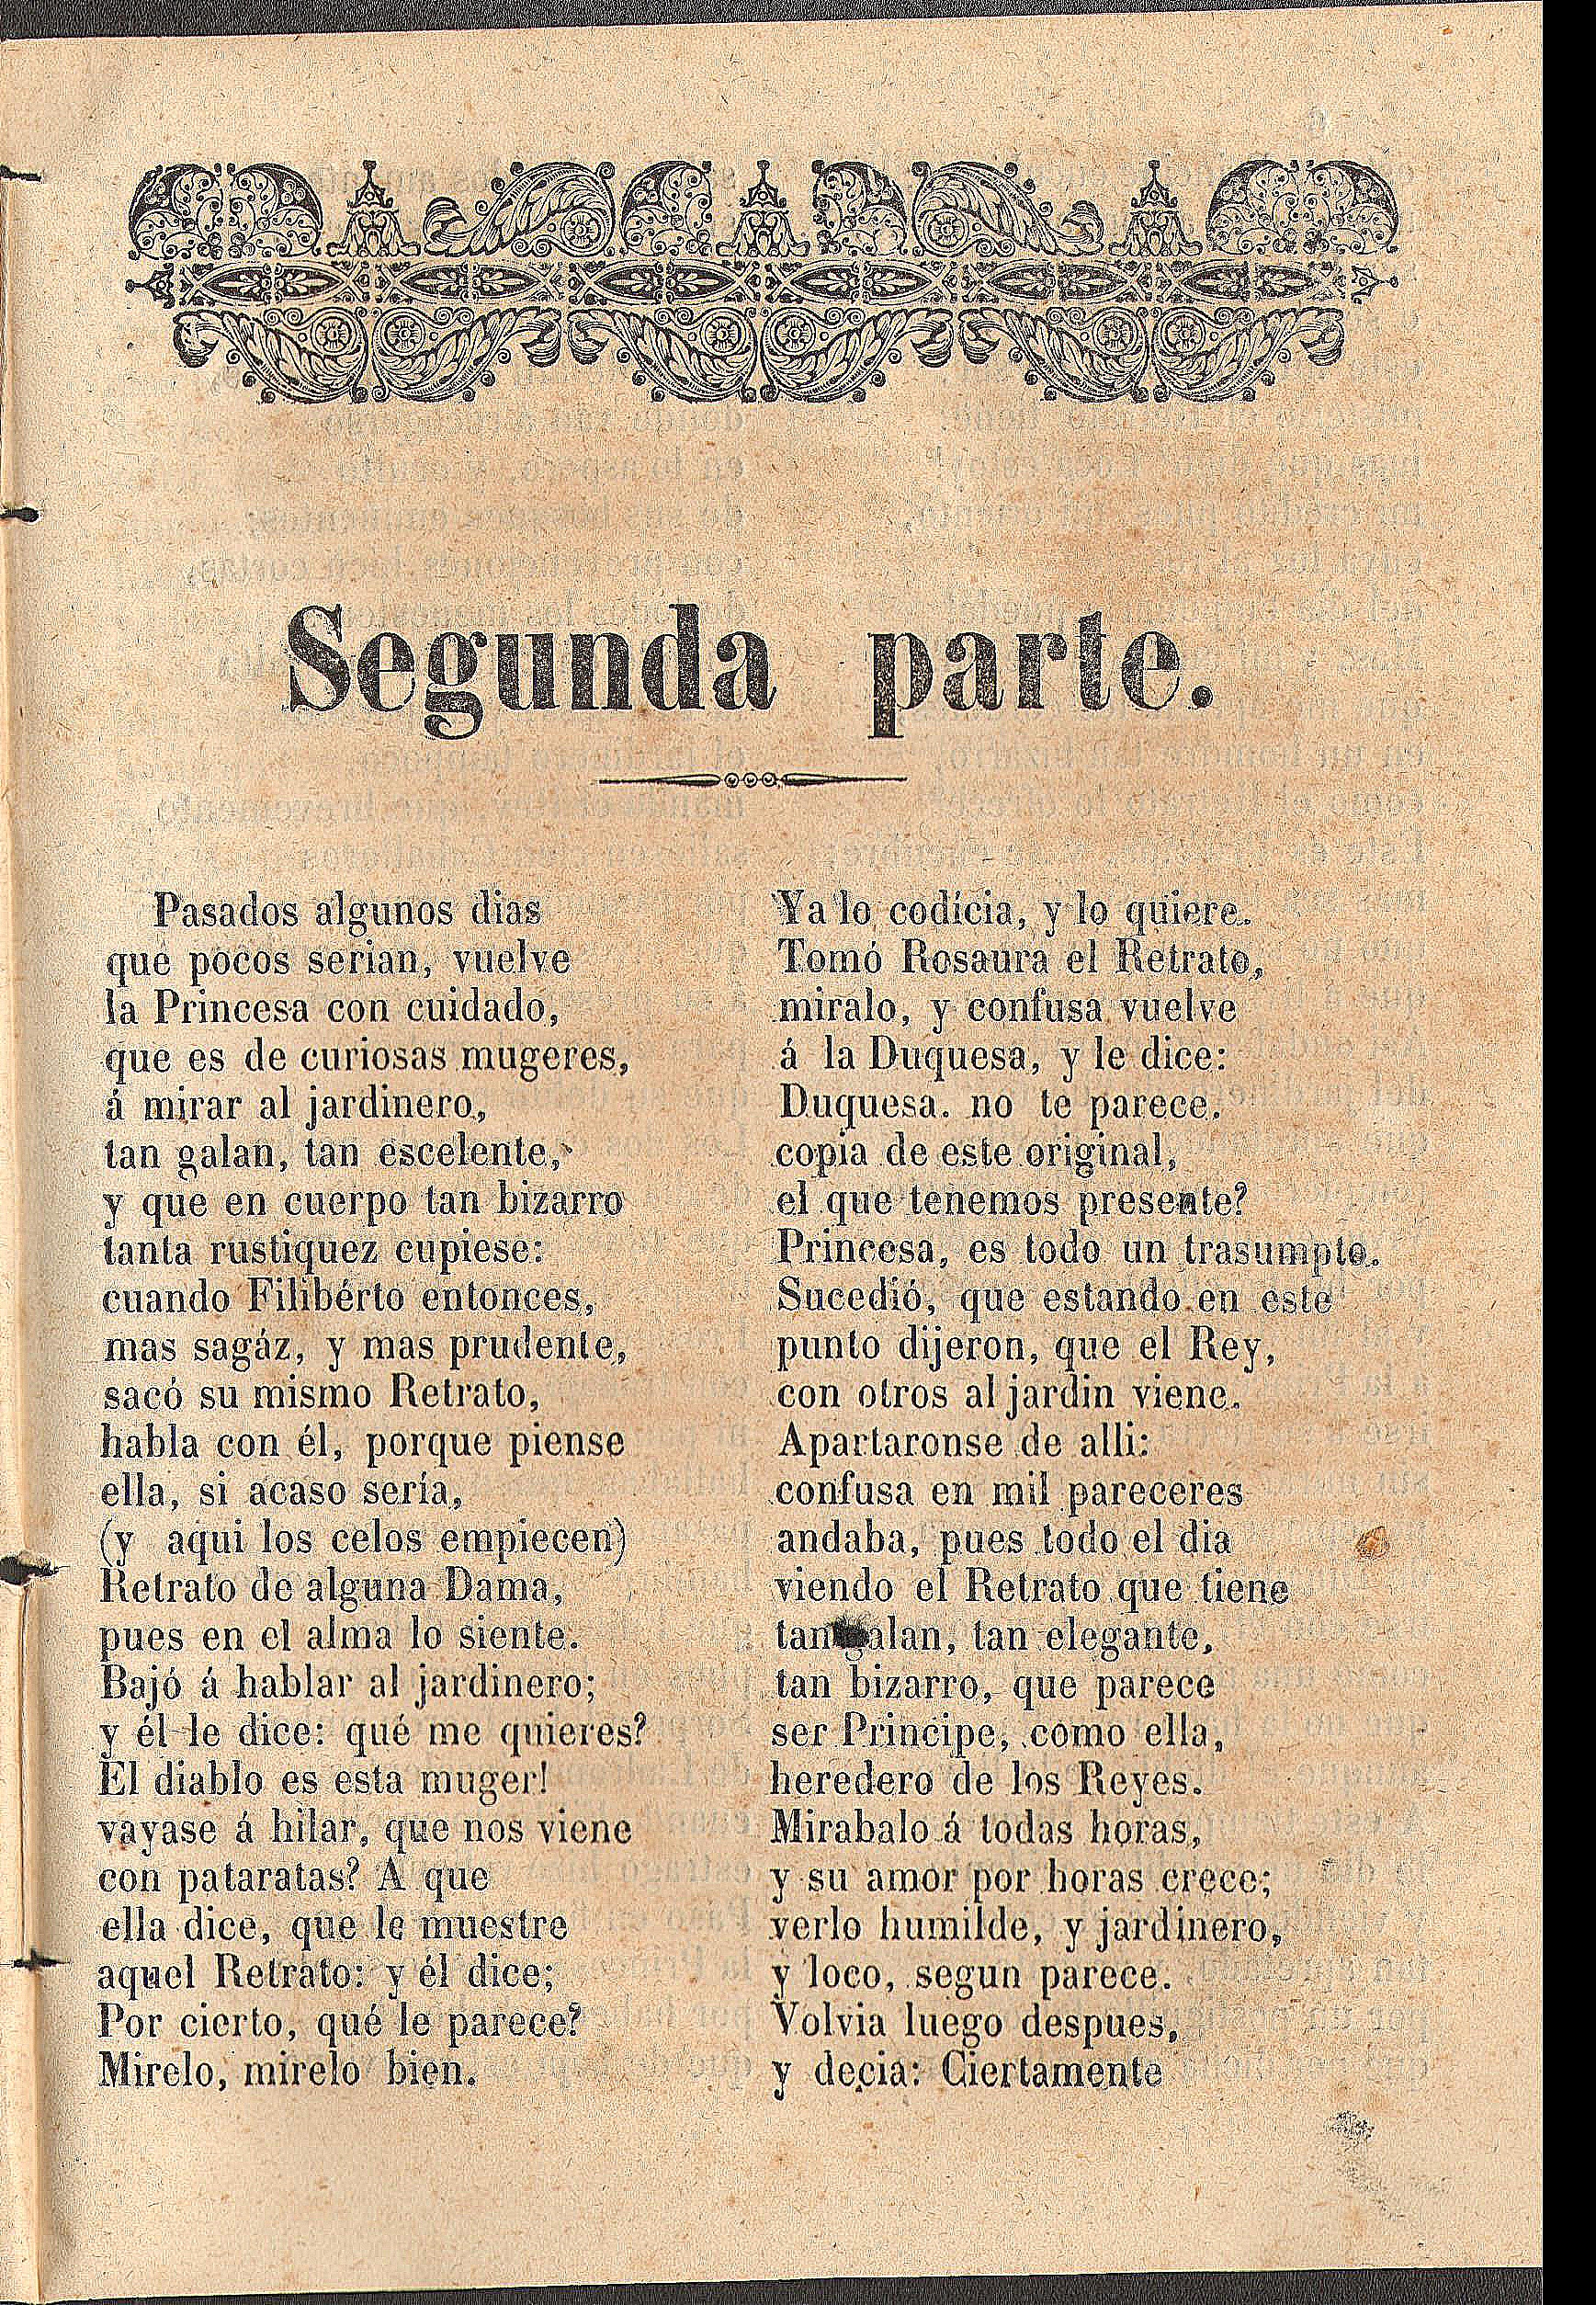 Segunda parte.
Pasados algunos dias
que pocos serian, vuelve
la Princesa con cuidado,
que es de curiosas mugeres,
á mirar al jardinero,
tan galan, tan escelente,
y que en cuerpo tan bizarro
tanta rustiquez cupiese:
cuando Filibérto entonces,
mas sagáz, y mas prudente,
sacó su mismo Retrato,
habla con él, porque piense
ella, si acaso sería,
(y aqui los celos empiecen)
Retrato de alguna Dama,
pues en el alma lo siente.
Bajó á hablar al jardinero;
y él le dice: qué me quieres?
El diablo es esta muger!
vayase á hilar, que nos viene
con pataratas? A que
ella dice, que le muestre
aquel Retrato: y él dice;
Por cierto, qué le parece?
Mirelo, mirelo bien.
Ya lo codícia, y lo quiere.
Tomó Rosaura el Retrato,
miralo, y confusa vuelve
á la Duquesa, y le dice:
Duquesa. no te parece.
copia de este original,
el que tenemos presente?
Princesa, es todo un trasumpto.
Sucedió, que estando en este
punto dijeron, que el Rey,
con otros al jardin viene.
Apartaronse de alli:
confusa en mil pareceres
andaba, pues todo el dia
viendo el Retrato que tiene
tan galan, tan elegante,
tan bizarro, que parece
ser Principe, como ella,
heredero de los Reyes.
Mirabalo á todas horas,
y su amor por horas crece;
verlo humilde, y jardinero,
y loco, segun parece.
Volvia luego despues,
y decia: Ciertamente